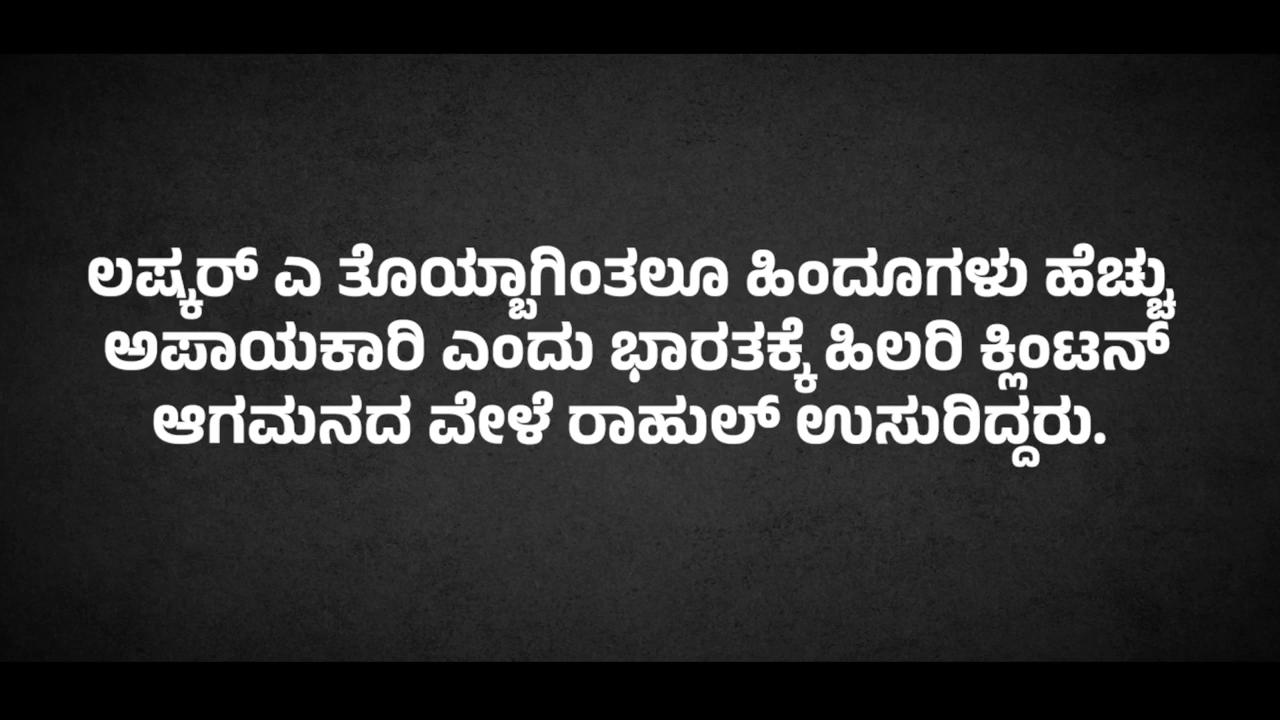 ಲಷ್ಕರ್ ಎ ತೊಯ್ಬಾಗಿಂತಲೂ ಹಿಂದೂಗಳು ಹೆಚ್ಚು
ಅಪಾಯಕಾರಿ ಎಂದು ಭಾರತಕ್ಕೆ ಹಿಲರಿ ಕ್ಲಿಂಟನ್
ಆಗಮನದ ವೇಳೆ ರಾಹುಲ್ ಉಸುರಿದ್ದರು.